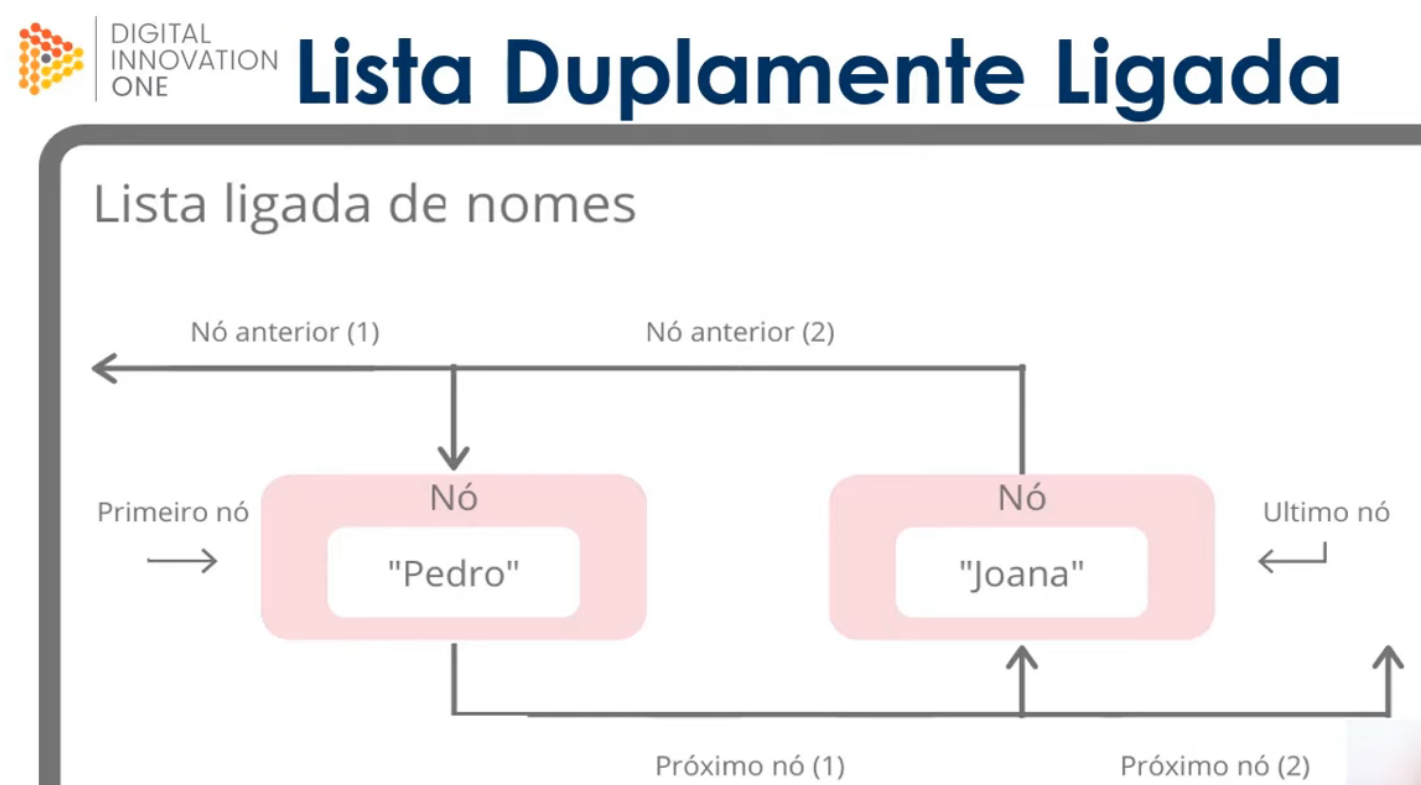 DIGITAL
INNOVATION
ONE
Lista Duplamente Ligada
Lista ligada de nomes
Nó anterior (1)
Nó anterior (2)
Primeiro nó
Nó
"Pedro"
Nó
"Joana"
Ultimo nó
Próximo nó (1)
Próximo nó (2)